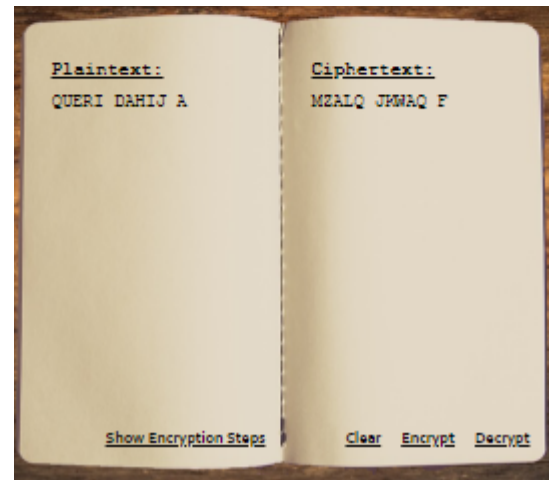 Plaintext:
QUERI DAHIJ A
Show Encryption Steps
Ciphertext:
MZALQ JRWAQ F
Clear Encrypt Decrypt